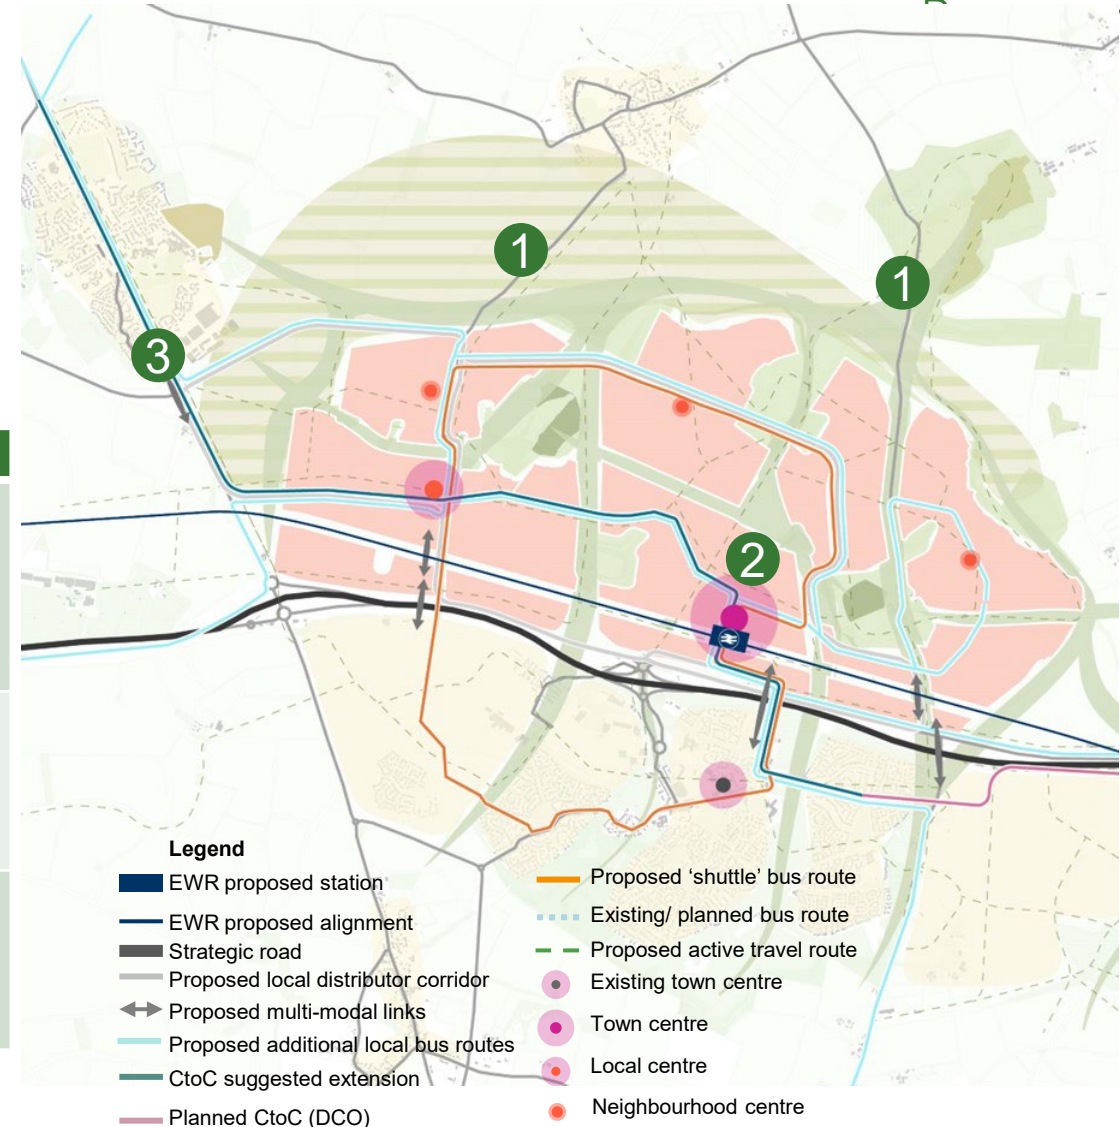 1
1
3
2
Legend
EWR proposed station
EWR proposed alignment
Strategic road
Proposed local distributor corridor
Proposed multi-modal links
Proposed additional local bus routes
CtoC suggested extension
Planned CtoC (DCO)
Proposed ‘shuttle’ bus route
Existing/ planned bus route
Proposed active travel route
Existing town centre
Town centre
Local centre
Neighbourhood centre